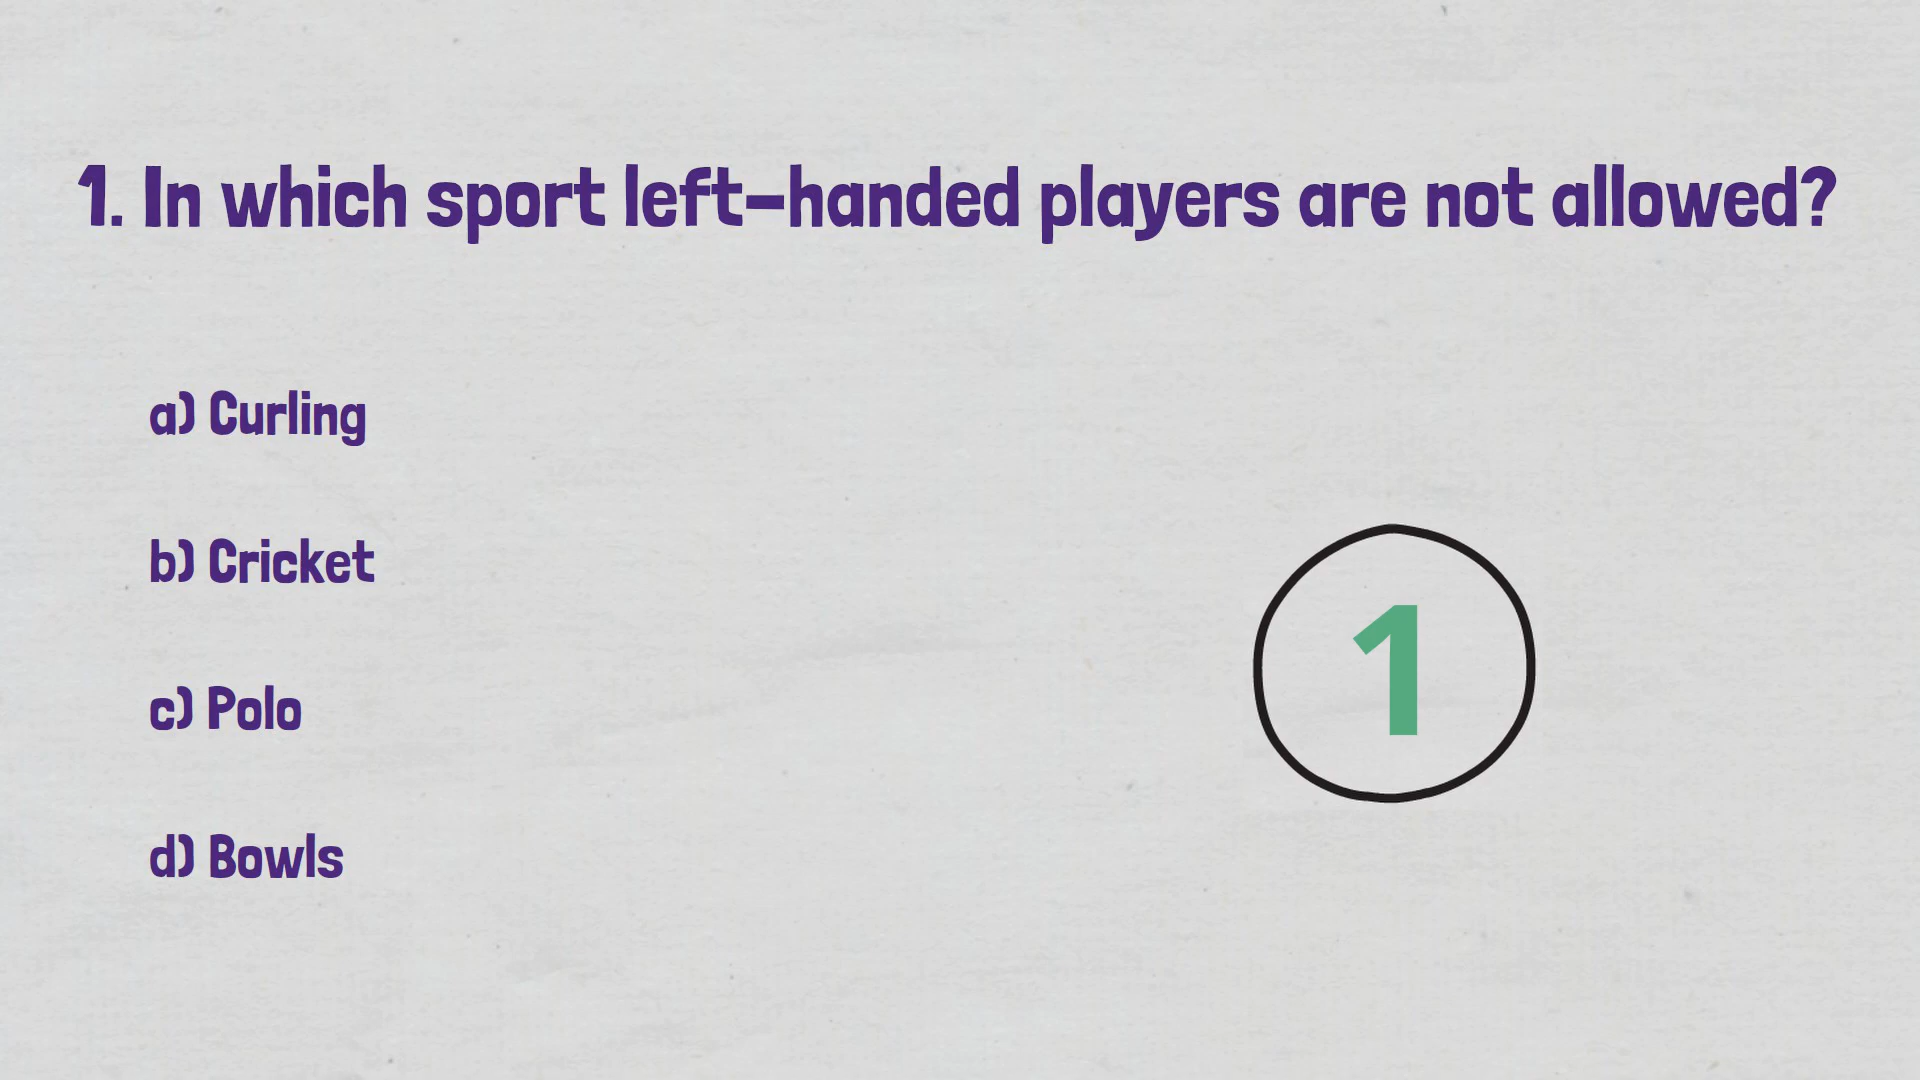 1. In which sport left-handed players are not allowed?
a) Curling
b) Cricket
c) Polo
d) Bowls
1